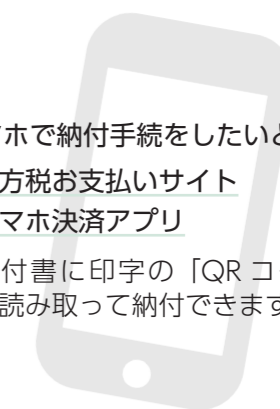 ホで納付手続をしたいと
方税お支払いサイト
マホ決済アプリ
付書に印字の「QR コー
読み取って納付できます